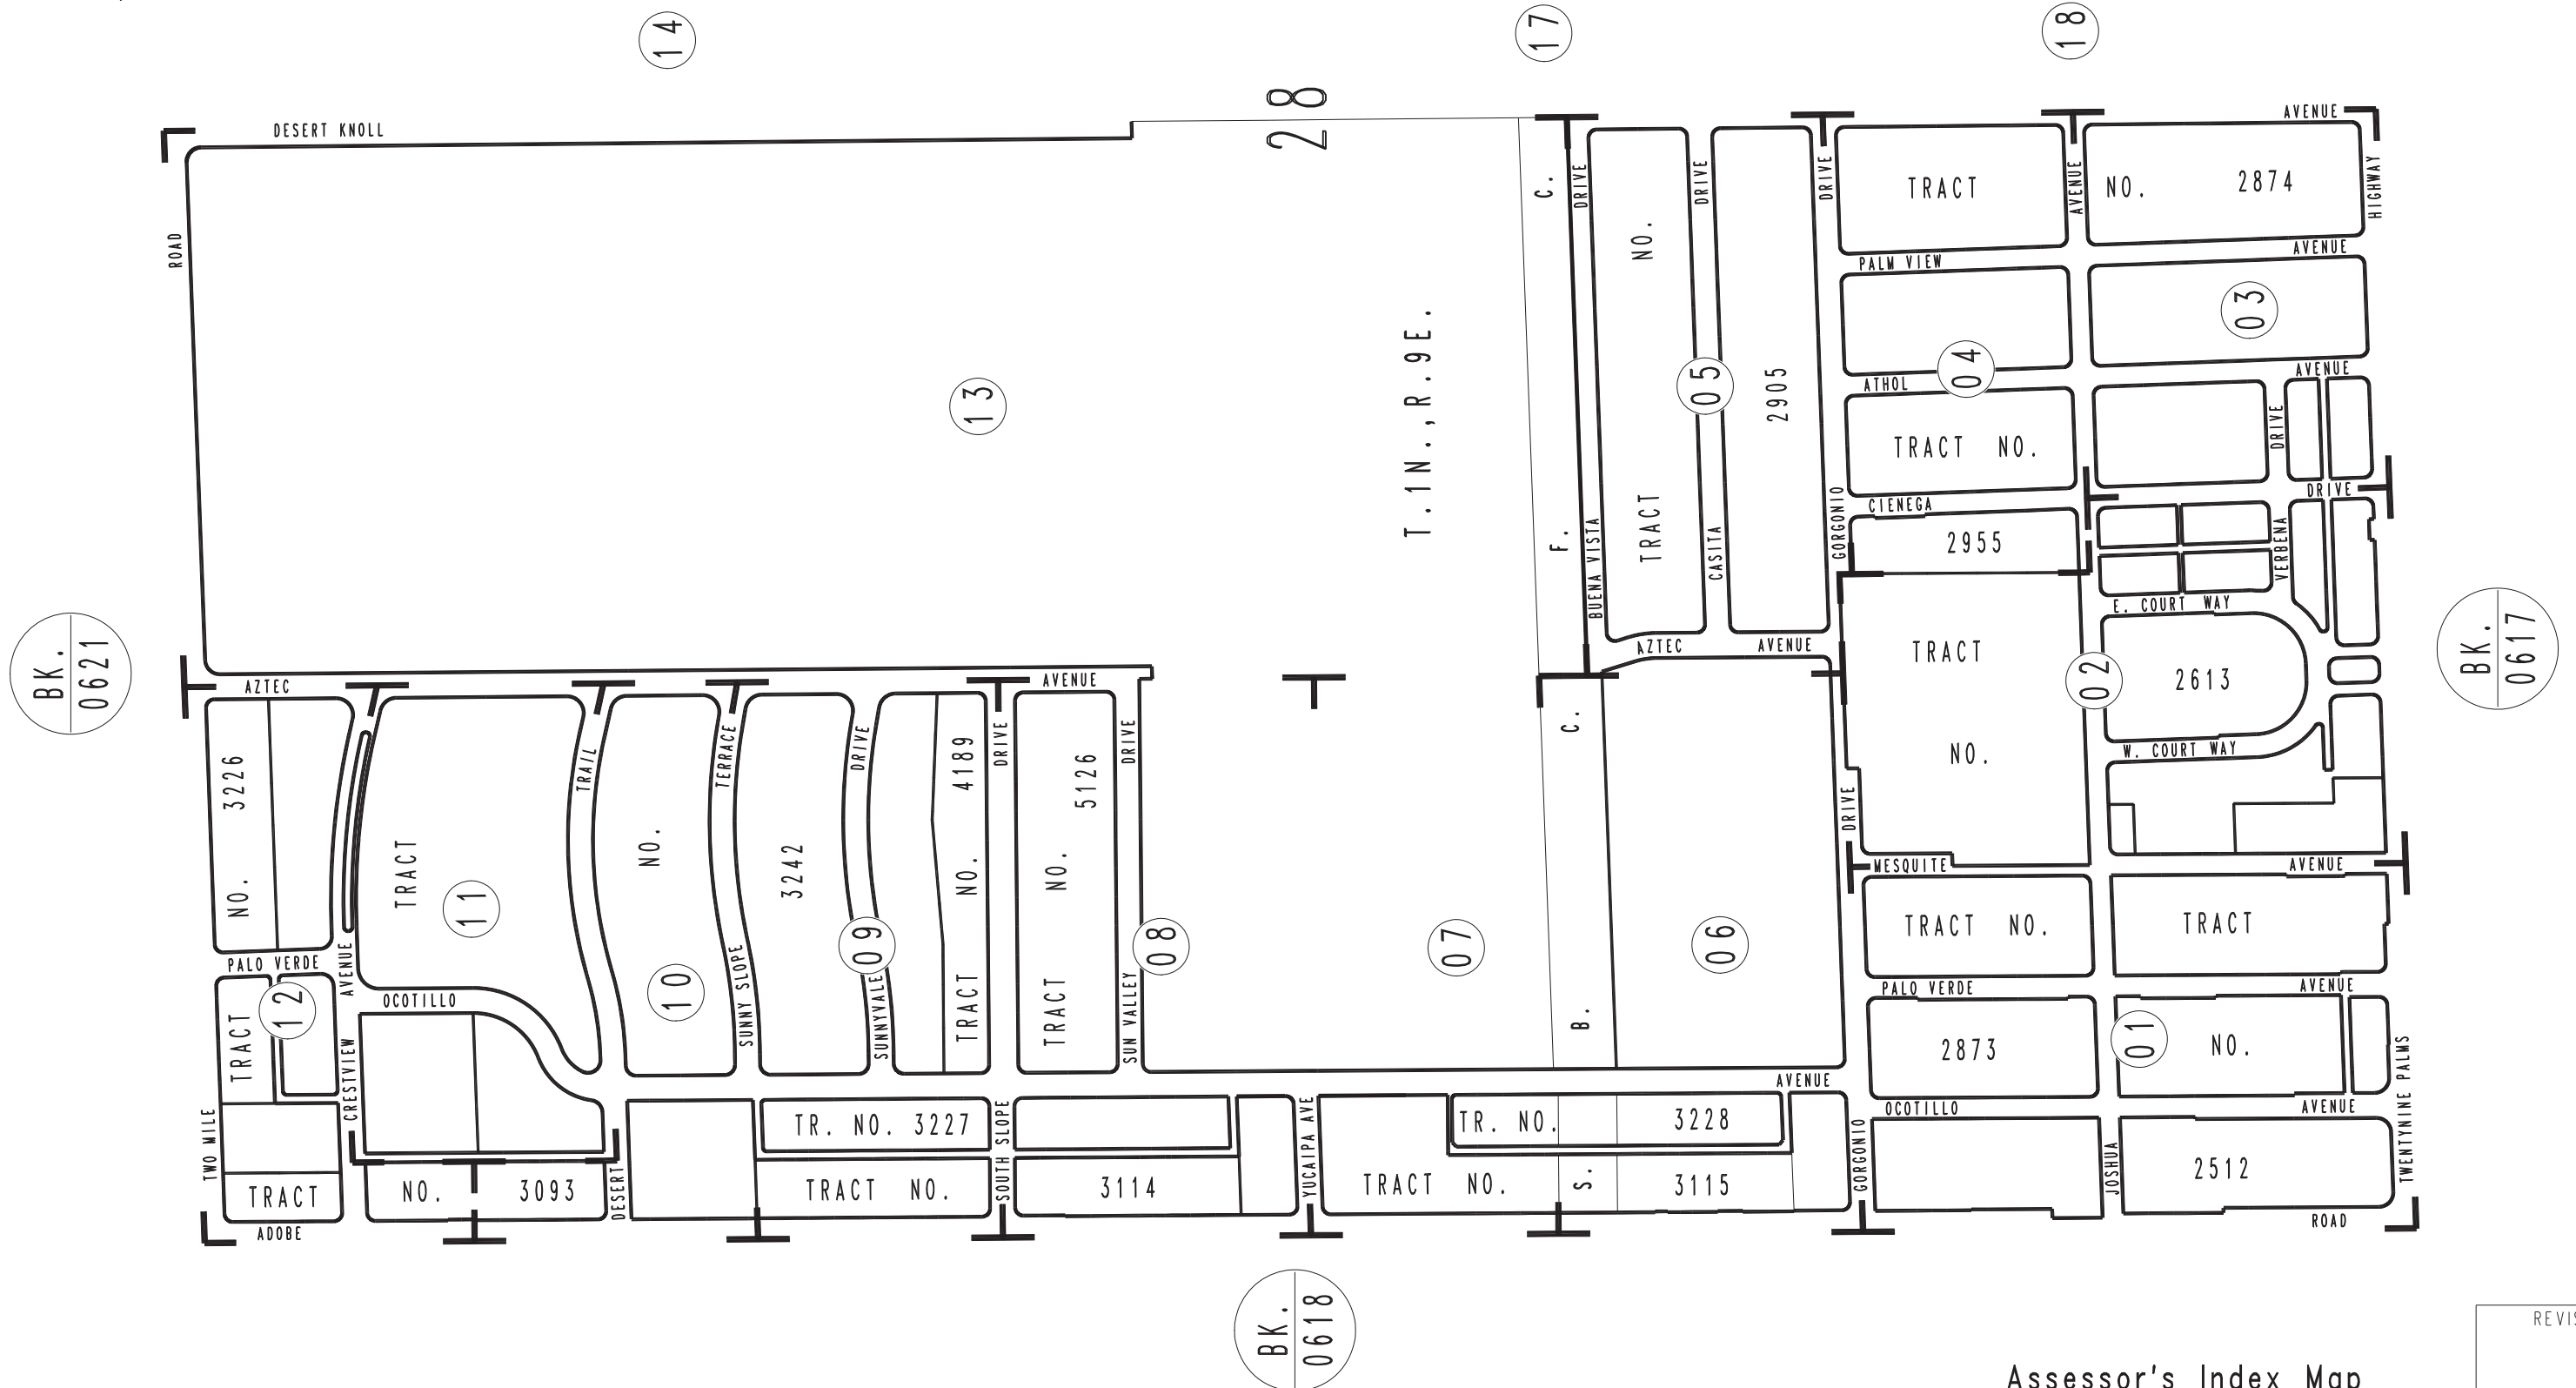 14
17
18
28
DESERT KNOLL
AVENUE
ROAD
C.
DRIVE
DRIVE
DRIVE
TRACT
AVENUE
NO.
2874
HIGHWAY
NO.
PALM VIEW
AVENUE
T.1N.,R.9E.
13
05
2905
04
03
ATHOL
AVENUE
TRACT NO.
DRIVE
CIENEGA
DRIVE
F.
BUENA VISTA
TRACT
CASITA
GORGONIO
2955
VERBENA
E. COURT WAY
BK.
0621
AZTEC
AVENUE
AZTEC
AVENUE
TRACT
NO.
02
2613
W. COURT WAY
BK.
0617
NO. 3226
TRACT
TRAIL
NO.
TERRACE
3242
DRIVE
TRACT NO. 4189
DRIVE
TRACT NO. 5126
DRIVE
C.
DRIVE
11
10
09
08
07
06
MESQUITE
AVENUE
TRACT NO.
TRACT
PALO VERDE
AVENUE
OCOTILLO
12
TRACT
SUNNY SLOPE
SUNNYVALE
SUN VALLEY
B.
PALO VERDE
AVENUE
2873
01
NO.
CRESTVIEW
TWO MILE
AVENUE
OCOTILLO
AVENUE
TWENTYNINE PALMS
TR. NO. 3227
SOUTH SLOPE
YUCAIPA AVE
TR. NO.
3228
GORGONIO
JOSHUA
2512
TRACT
NO.
3093
DESERT
TRACT NO.
3114
TRACT NO.
S.
3115
ADOBE
ROAD
BK.
0618
REVIS
Assessor's Index Map